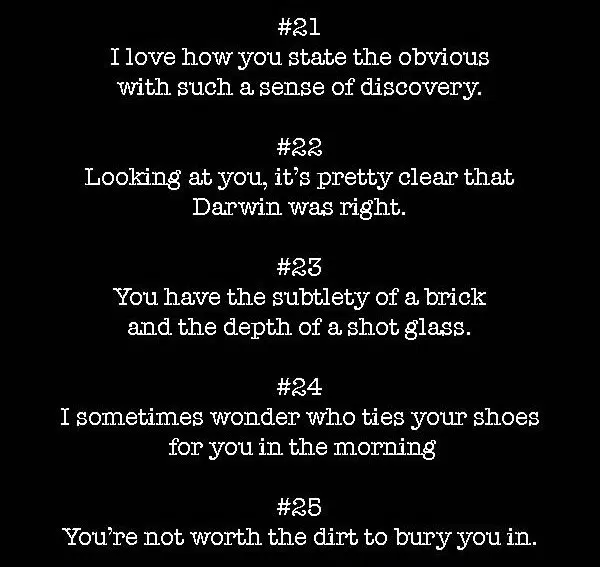 #21
I love how you state the obvious
with such a sense of discovery.
#22
Looking at you, it's pretty clear that
Darwin was right.
#23
You have the subtlety of a brick
and the depth of a shot glass.
#24
I sometimes wonder who ties your shoes
for you in the morning
#25
You're not worth the dirt to bury you in.